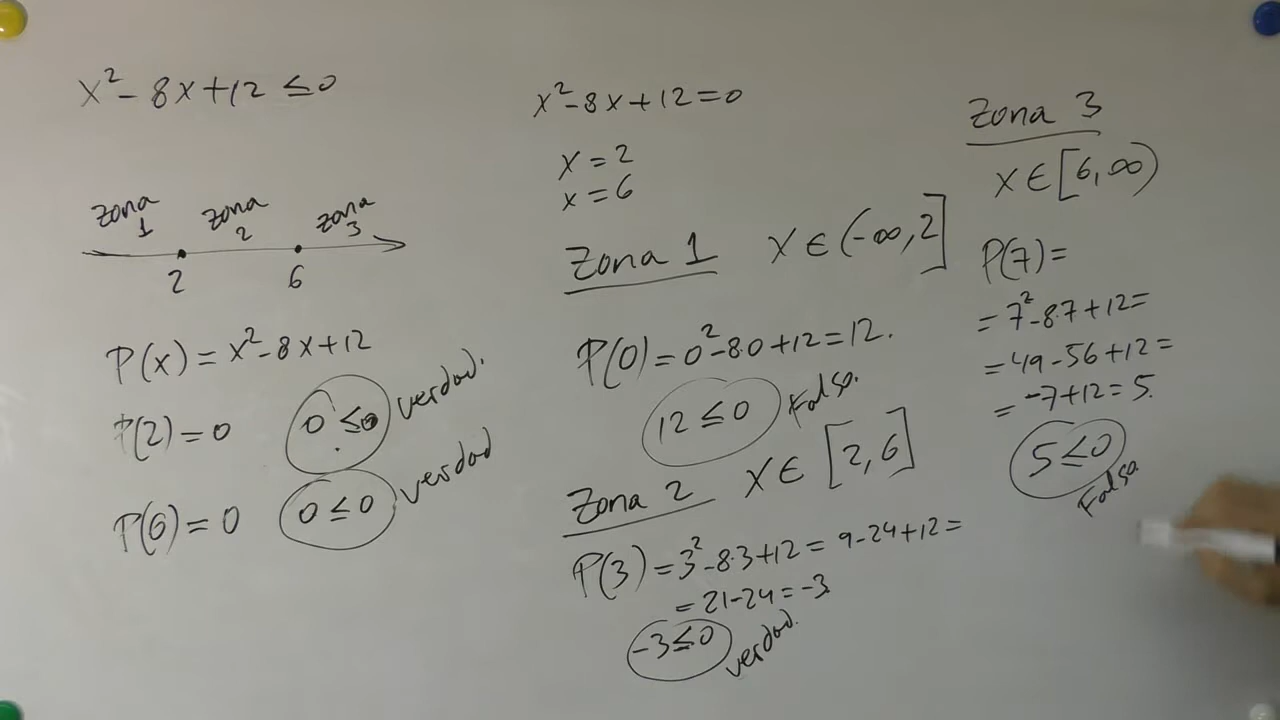 x²-8x+12 ≤0
zona 1 zona 2 zona 3
2 6
P(x) = x²-8x+12
P(2)=0 0≤0 verdad.
P(6)=0 0≤0 verdad
x²-8x+12=0
x=2
x=6
Zona 1 X∈(-∞,2]
P(0)=0²-8·0+12=12.
12≤0 Falso.
Zona 2 X∈ [2,6]
P(3)=3²-8·3+12= 9-24+12=
=21-24=-3
-3≤0 verdad.
Zona 3
X∈[6,∞)
P(7)=
=7²-8·7+12=
=49-56+12=
= -7+12=5.
5≤0
Falso